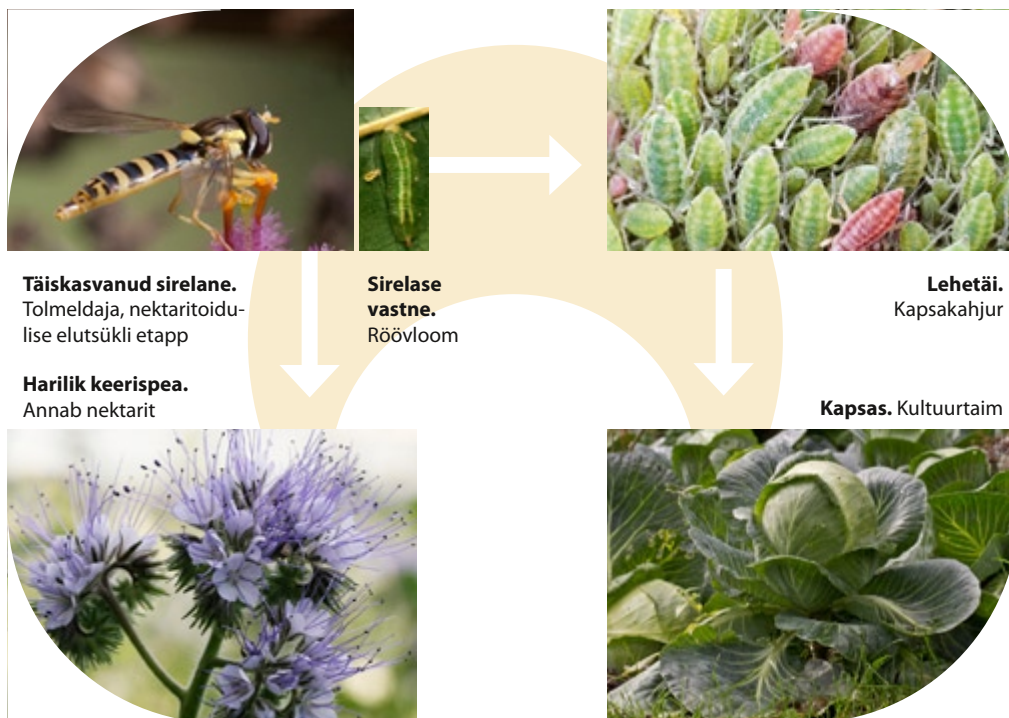 Täiskasvanud sirelane.
Tolmeldaja, nektaritoidu-
lise elutsükli etapp
Sirelase
vastne.
Röövloom
Lehetäi.
Kapsakahjur
Harilik keerispea.
Annab nektarit
Kapsas. Kultuurtaim